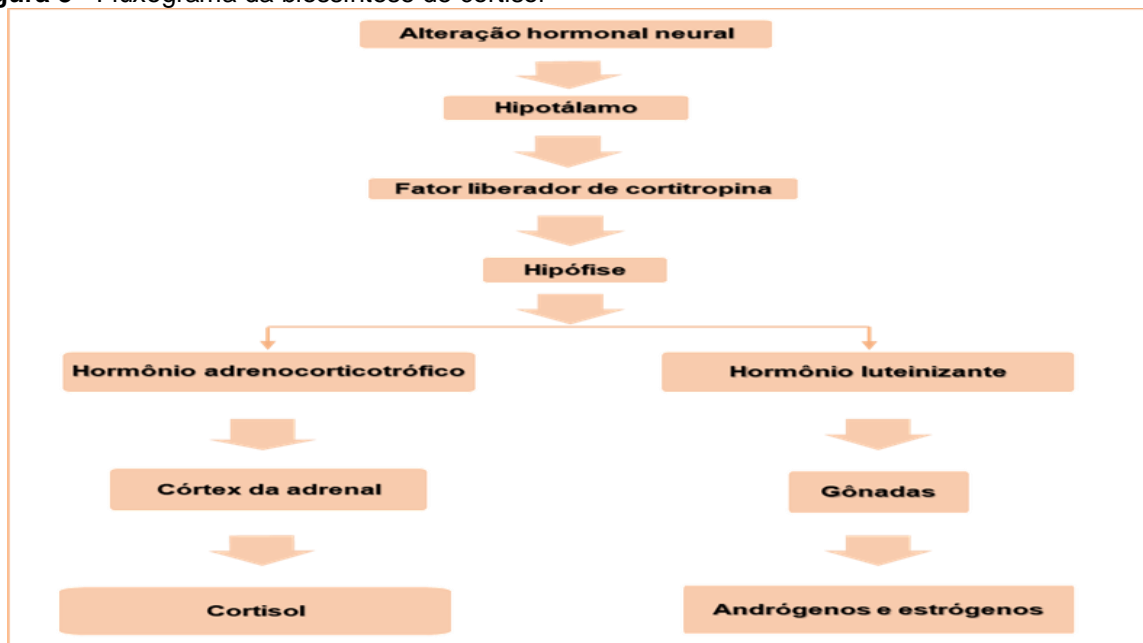 Alteração hormonal neural
Hipotálamo
Fator liberador de cortitropina
Hipófise
Hormônio adrenocorticotrófico
Hormônio luteinizante
Córtex da adrenal
Gônadas
Cortisol
Andrógenos e estrógenos